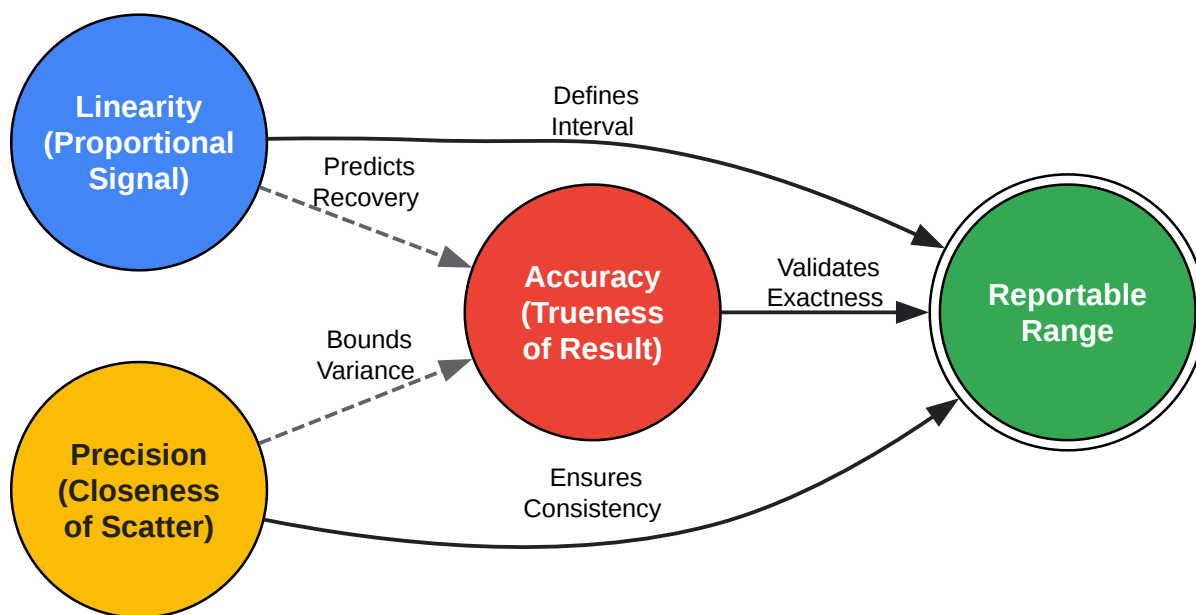 Linearity
(Proportional
Signal)
Defines
Interval
Predicts
Recovery
Accuracy
(Trueness
of Result)
Validates
Exactness
Reportable
Range
Bounds
Variance
Precision
(Closeness
of Scatter)
Ensures
Consistency